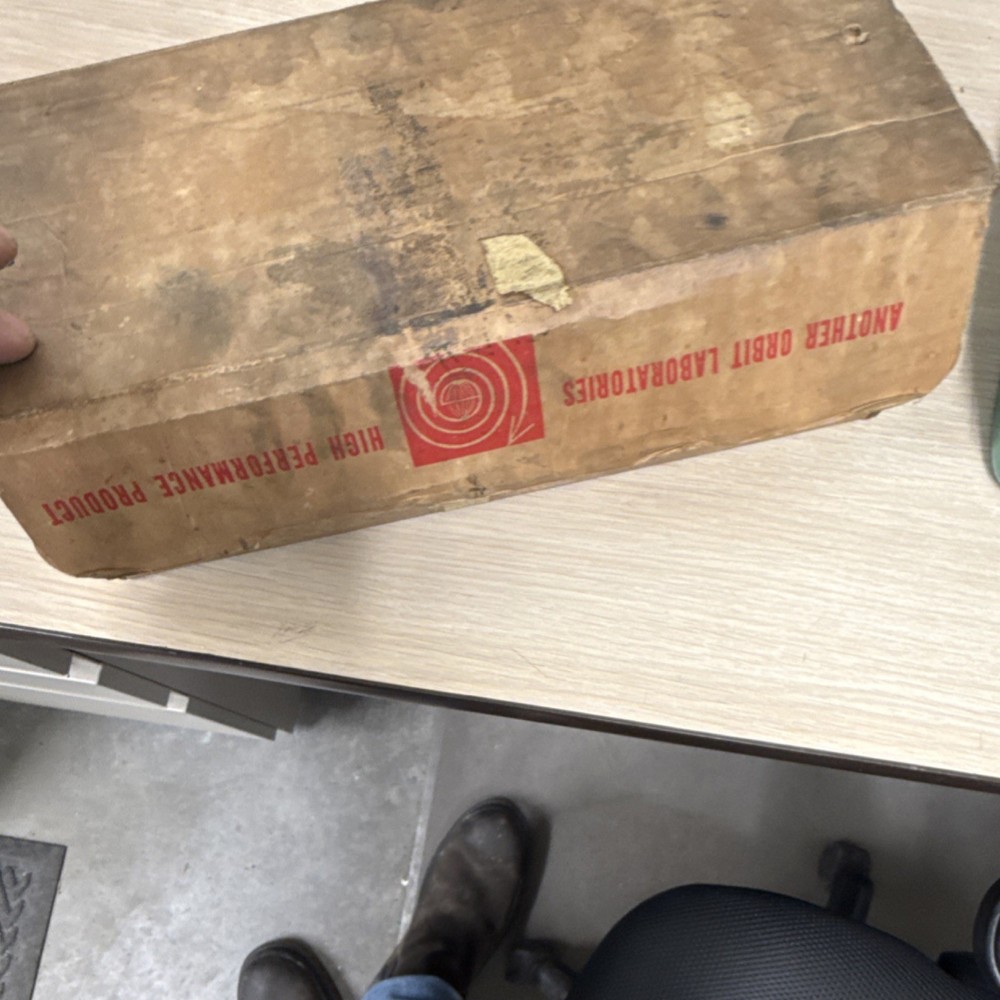 ANOTHER ORBIT LABORATORIES
HIGH PERFORMANCE PRODUCT